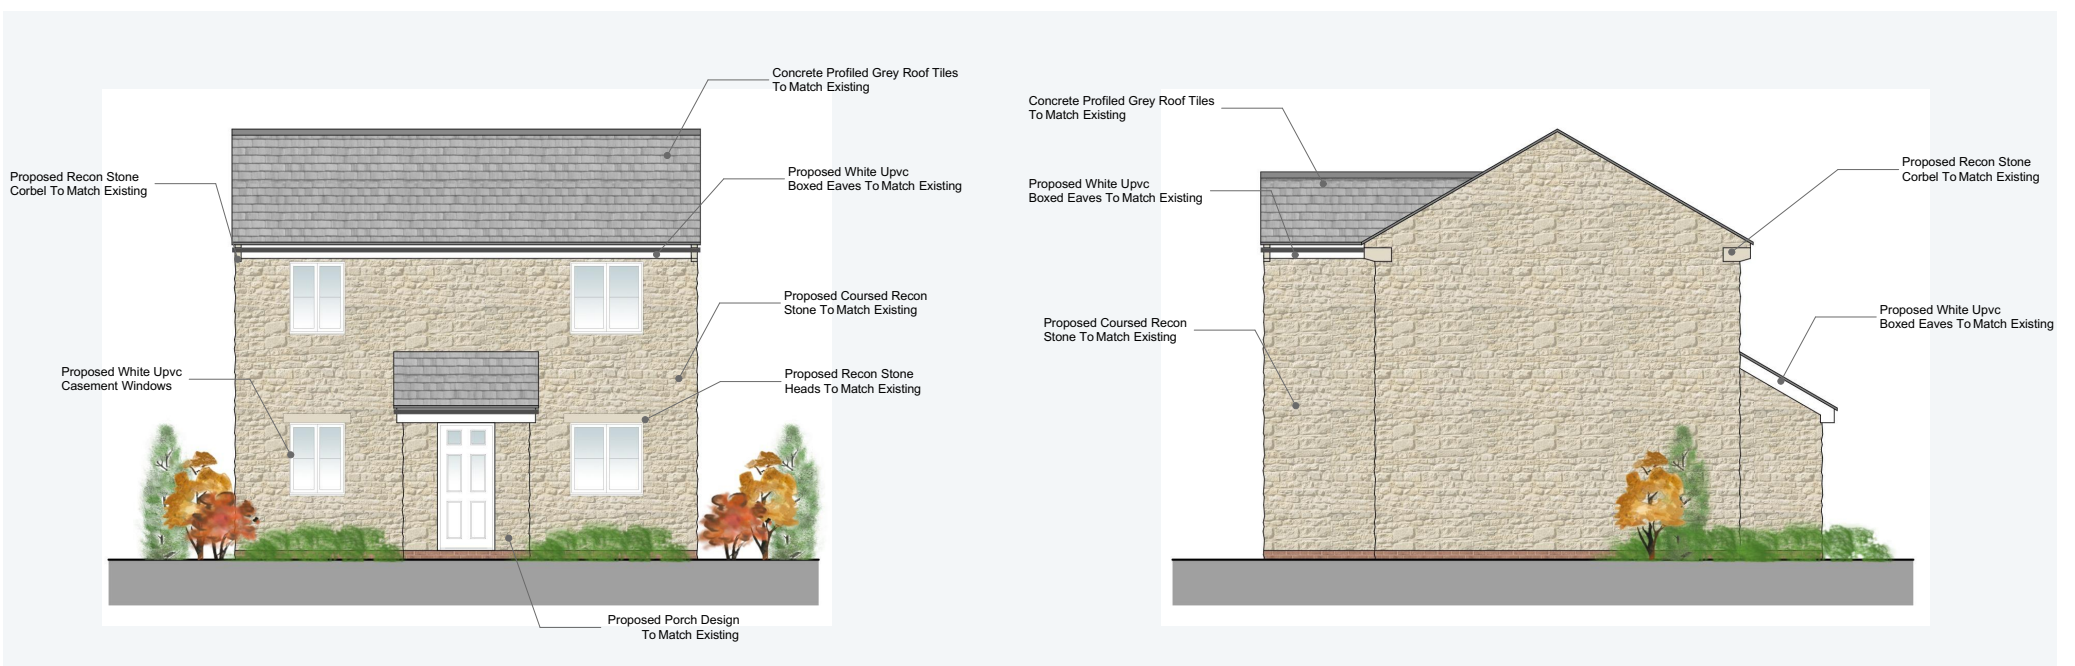 Concrete Profiled Grey Roof Tiles
To Match Existing
Proposed Recon Stone
Corbel To Match Existing
Proposed White Upvc
Boxed Eaves To Match Existing
Proposed Coursed Recon
Stone To Match Existing
Proposed White Upvc
Casement Windows
Proposed Recon Stone
Heads To Match Existing
Proposed Porch Design
To Match Existing
Concrete Profiled Grey Roof Tiles
To Match Existing
Proposed White Upvc
Boxed Eaves To Match Existing
Proposed Recon Stone
Corbel To Match Existing
Proposed Coursed Recon
Stone To Match Existing
Proposed White Upvc
Boxed Eaves To Match Existing